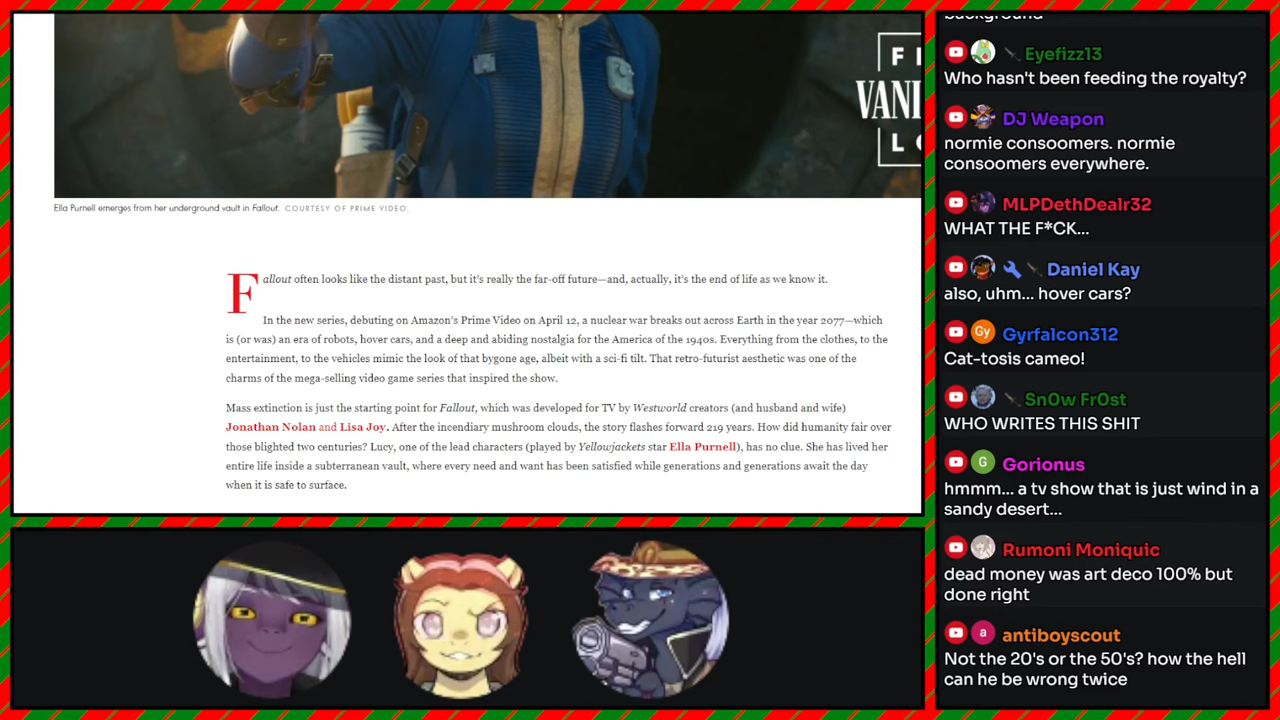 F
VANI
L
Ella Purnell emerges from her underground vault in Fallout. COURTESY OF PRIME VIDEO.
Fallout often looks like the distant past, but it's really the far-off future—and, actually, it's the end of life as we know it.
In the new series, debuting on Amazon's Prime Video on April 12, a nuclear war breaks out across Earth in the year 2077—which
is (or was) an era of robots, hover cars, and a deep and abiding nostalgia for the America of the 1940s. Everything from the clothes, to the
entertainment, to the vehicles mimic the look of that bygone age, albeit with a sci-fi tilt. That retro-futurist aesthetic was one of the
charms of the mega-selling video game series that inspired the show.
Mass extinction is just the starting point for Fallout, which was developed for TV by Westworld creators (and husband and wife)
Jonathan Nolan and Lisa Joy. After the incendiary mushroom clouds, the story flashes forward 219 years. How did humanity fair over
those blighted two centuries? Lucy, one of the lead characters (played by Yellowjackets star Ella Purnell), has no clue. She has lived her
entire life inside a subterranean vault, where every need and want has been satisfied while generations and generations await the day
when it is safe to surface.
background
Eyefizz13
Who hasn't been feeding the royalty?
DJ Weapon
normie consoomers. normie
consoomers everywhere.
MLPDethDealr32
WHAT THE F*CK...
Daniel Kay
also, uhm... hover cars?
Gy Gyrfalcon312
Cat-tosis cameo!
Sn0w Fr0st
WHO WRITES THIS SHIT
G Gorionus
hmmm... a tv show that is just wind in a
sandy desert...
Rumoni Moniquic
dead money was art deco 100% but
done right
a antiboyscout
Not the 20's or the 50's? how the hell
can he be wrong twice